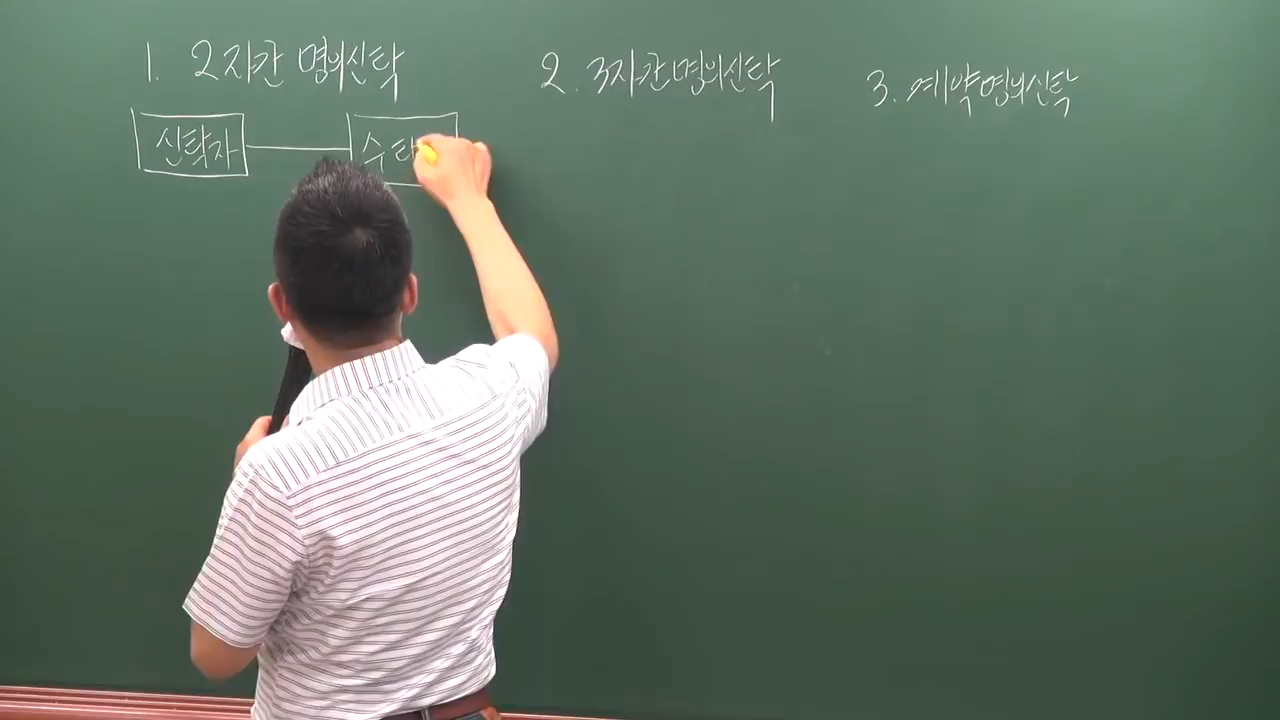 1. 2자간 명의신탁
2. 3자간명의신탁
3. 계약명의신탁
신탁자
수